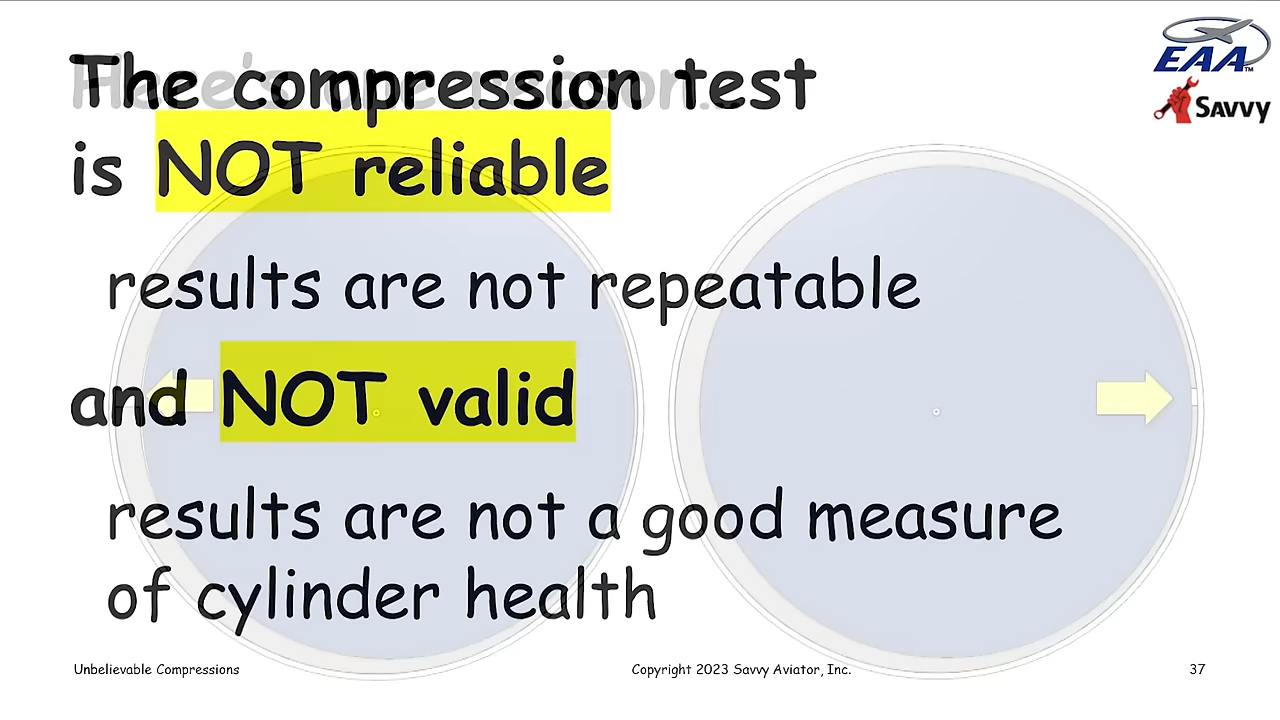 The compression test
is NOT reliable
results are not repeatable
and NOT valid
results are not a good measure
of cylinder health
EAA™
SAVVY
Unbelievable Compressions
Copyright 2023 Savvy Aviator, Inc.
37